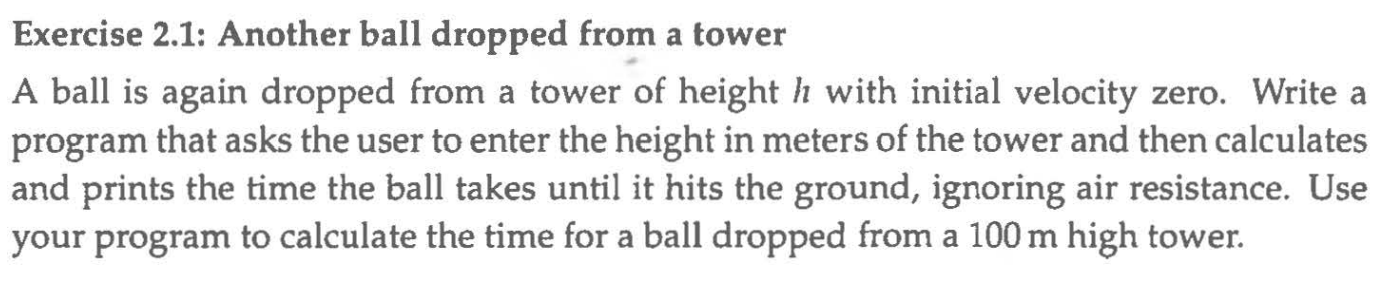 Exercise 2.1: Another ball dropped from a tower
A ball is again dropped from a tower of height h with initial velocity zero. Write a
program that asks the user to enter the height in meters of the tower and then calculates
and prints the time the ball takes until it hits the ground, ignoring air resistance. Use
your program to calculate the time for a ball dropped from a 100 m high tower.